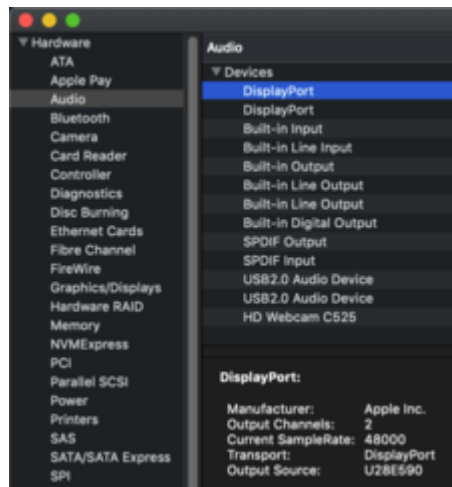 Hardware
ATA
Apple Pay
Audio
Bluetooth
Camera
Card Reader
Controller
Diagnostics
Disc Burning
Ethernet Cards
Fibre Channel
FireWire
Graphics/Displays
Hardware RAID
Memory
NVMExpress
PCI
Parallel SCSI
Power
Printers
SAS
SATA/SATA Express
SPI
Audio
Devices
DisplayPort
DisplayPort
Built-in Input
Built-in Line Input
Built-in Output
Built-in Line Output
Built-in Line Output
Built-in Digital Output
SPDIF Output
SPDIF Input
USB2.0 Audio Device
USB2.0 Audio Device
HD Webcam C525
DisplayPort:
Manufacturer: Apple Inc.
Output Channels: 2
Current SampleRate: 48000
Transport: DisplayPort
Output Source: U28E590